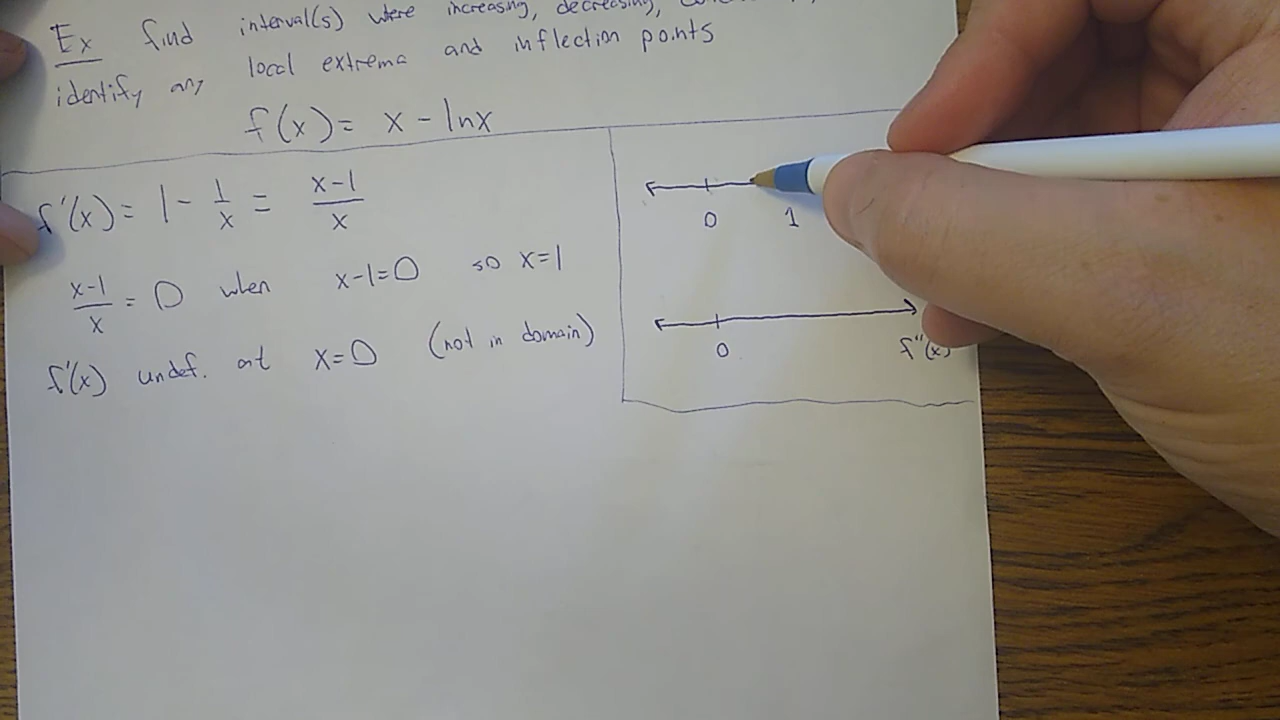 Ex find interval(s) where increasing, decreasing,
identify any local extrema and inflection points
f(x) = x - lnx
f'(x) = 1 - 1/x = (x-1)/x
(x-1)/x = 0 when x-1=0 so x=1
f'(x) undef. at x=0 (not in domain)
0 1
0
f"(x)